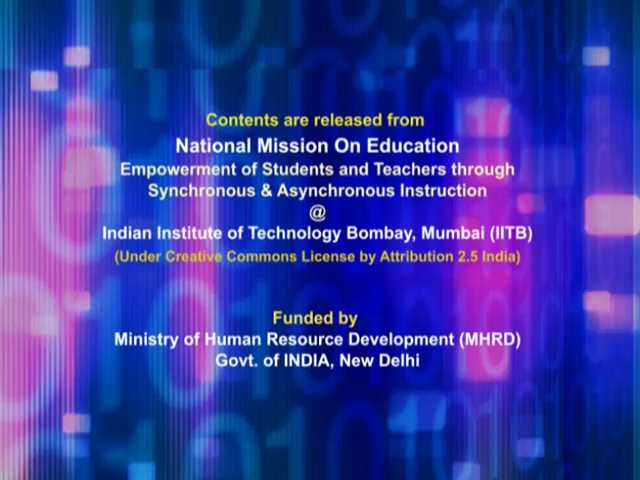 Contents are released from
National Mission On Education
Empowerment of Students and Teachers through
Synchronous & Asynchronous Instruction
@
Indian Institute of Technology Bombay, Mumbai (IITB)
(Under Creative Commons License by Attribution 2.5 India)
Funded by
Ministry of Human Resource Development (MHRD)
Govt. of INDIA, New Delhi